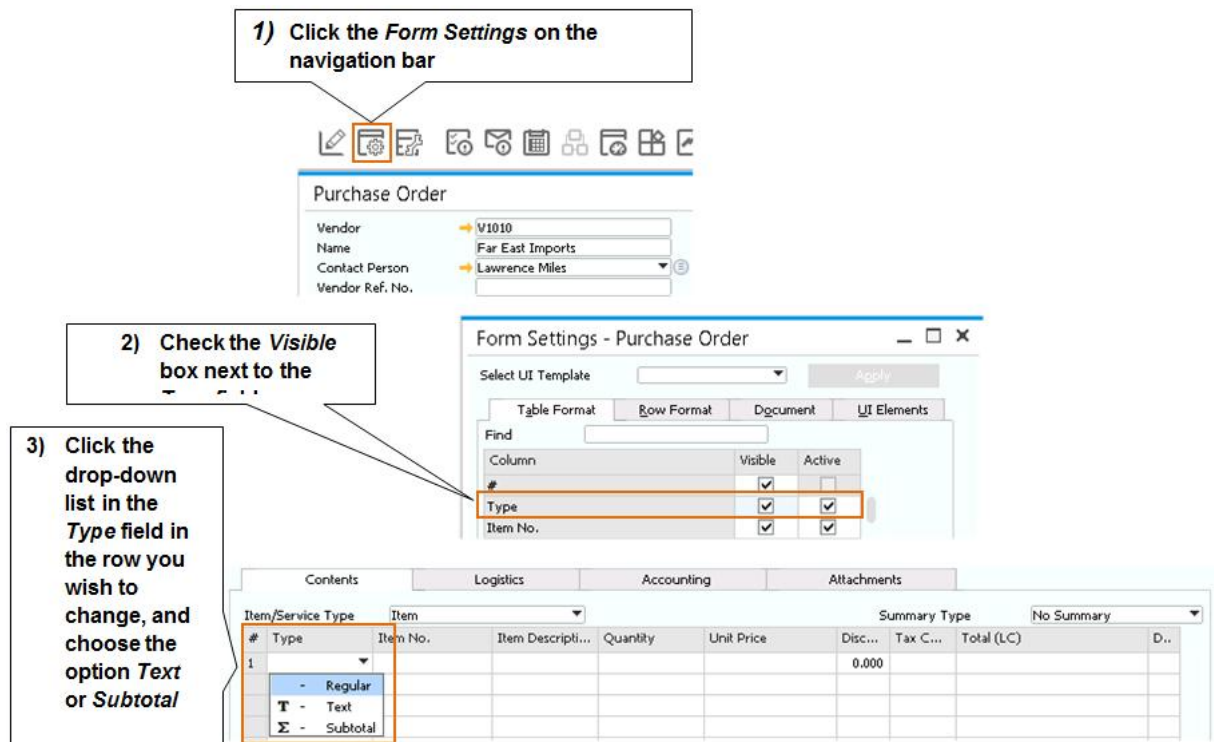 1) Click the Form Settings on the
navigation bar
Purchase Order
Vendor V1010
Name Far East Imports
Contact Person Lawrence Miles
Vendor Ref. No.
2) Check the Visible
box next to the
Form Settings - Purchase Order
Select UI Template Apply
Table Format Row Format Document UI Elements
Find
Column Visible Active
#
Type
Item No.
3) Click the
drop-down
list in the
Type field in
the row you
wish to
change, and
choose the
option Text
or Subtotal
Contents Logistics Accounting Attachments
Item/Service Type Item Summary Type No Summary
# Type Item No. Item Descripti... Quantity Unit Price Disc... Tax C... Total (LC) D..
1 0.000
- Regular
T - Text
Σ - Subtotal